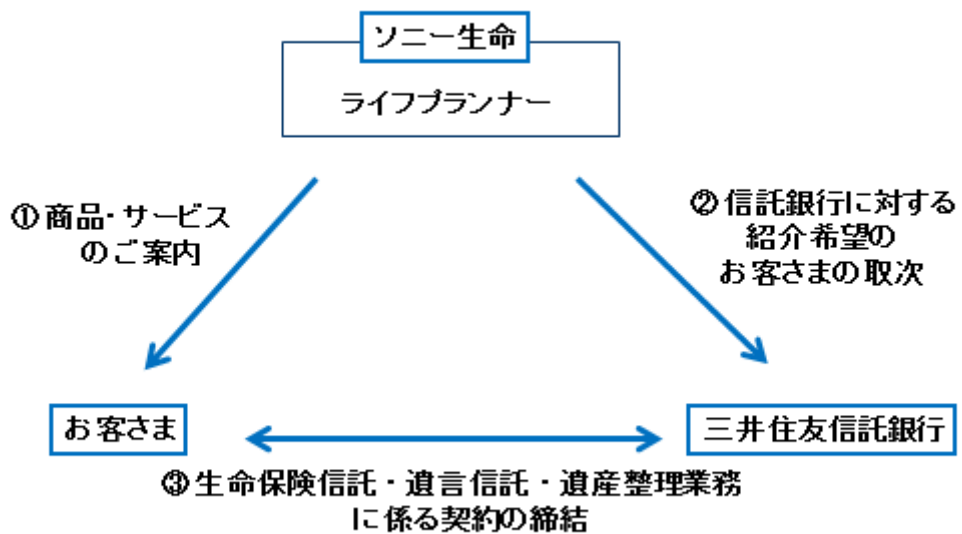 ソニー生命
ライフプランナー
①商品・サービス
のご案内
②信託銀行に対する
紹介希望の
お客さまの取次
お客さま
三井住友信託銀行
③生命保険信託・遺言信託・遺産整理業務
に係る契約の締結